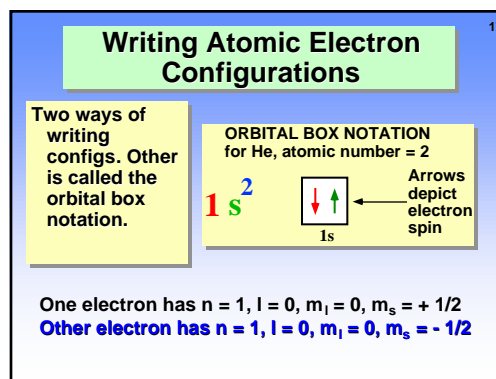 1
Writing Atomic Electron
Configurations
Two ways of
writing
configs. Other
is called the
orbital box
notation.
ORBITAL BOX NOTATION
for He, atomic number = 2
1 s²
1s
Arrows
depict
electron
spin
One electron has n = 1, l = 0, mₗ = 0, mₛ = + 1/2
Other electron has n = 1, l = 0, mₗ = 0, mₛ = - 1/2